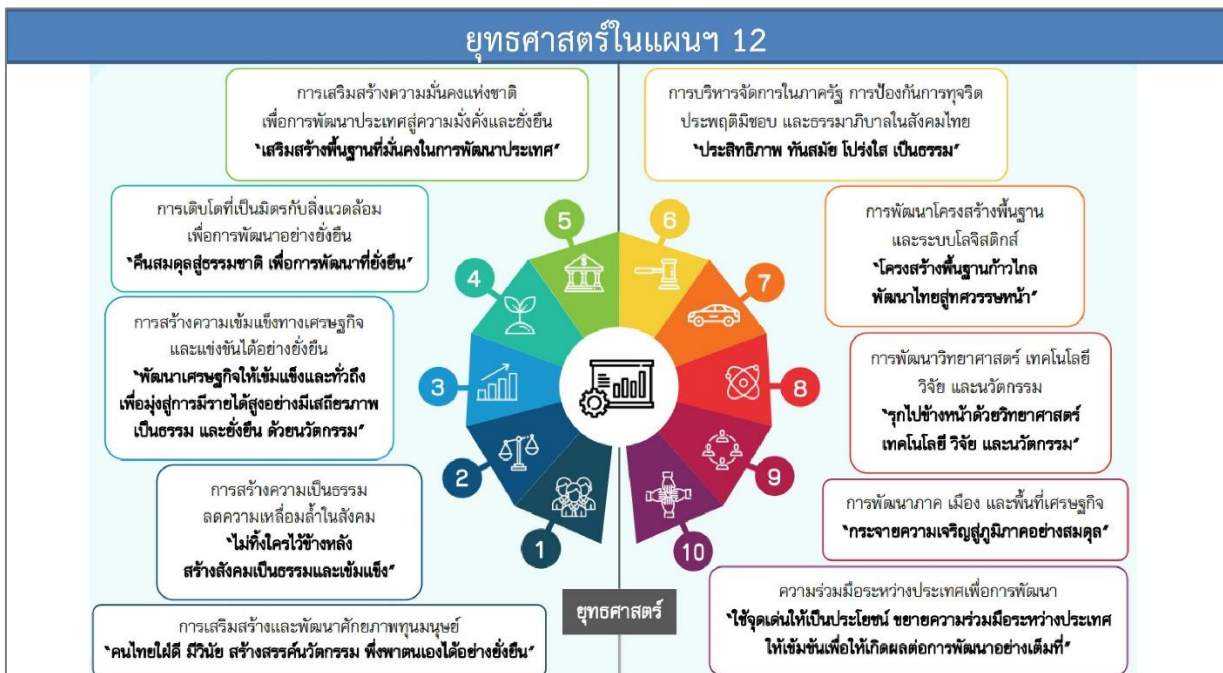 ยุทธศาสตร์ในแผนฯ 12
การเสริมสร้างความมั่นคงแห่งชาติ
เพื่อการพัฒนาประเทศสู่ความมั่งคั่งและยั่งยืน
"เสริมสร้างพื้นฐานที่มั่นคงในการพัฒนาประเทศ"
การบริหารจัดการในภาครัฐ การป้องกันการทุจริต
ประพฤติมิชอบ และธรรมาภิบาลในสังคมไทย
"ประสิทธิภาพ ทันสมัย โปร่งใส เป็นธรรม"
การเติบโตที่เป็นมิตรกับสิ่งแวดล้อม
เพื่อการพัฒนาอย่างยั่งยืน
"คืนสมดุลสู่ธรรมชาติ เพื่อการพัฒนาที่ยั่งยืน"
การพัฒนาโครงสร้างพื้นฐาน
และระบบโลจิสติกส์
"โครงสร้างพื้นฐานก้าวไกล
พัฒนาไทยสู่ทศวรรษหน้า"
การสร้างความเข้มแข็งทางเศรษฐกิจ
และแข่งขันได้อย่างยั่งยืน
"พัฒนาเศรษฐกิจให้เข้มแข็งและทั่วถึง
เพื่อมุ่งสู่การมีรายได้สูงอย่างมีเสถียรภาพ
เป็นธรรม และยั่งยืน ด้วยนวัตกรรม"
การพัฒนาวิทยาศาสตร์ เทคโนโลยี
วิจัย และนวัตกรรม
"รุกไปข้างหน้าด้วยวิทยาศาสตร์
เทคโนโลยี วิจัย และนวัตกรรม"
การสร้างความเป็นธรรม
ลดความเหลื่อมล้ำในสังคม
"ไม่ทิ้งใครไว้ข้างหลัง
สร้างสังคมเป็นธรรมและเข้มแข็ง"
การพัฒนาภาค เมือง และพื้นที่เศรษฐกิจ
"กระจายความเจริญสู่ภูมิภาคอย่างสมดุล"
การเสริมสร้างและพัฒนาศักยภาพทุนมนุษย์
"คนไทยใฝ่ดี มีวินัย สร้างสรรค์นวัตกรรม พึ่งพาตนเองได้อย่างยั่งยืน"
ความร่วมมือระหว่างประเทศเพื่อการพัฒนา
"ใช้จุดเด่นให้เป็นประโยชน์ ขยายความร่วมมือระหว่างประเทศ
ให้เข้มข้นเพื่อให้เกิดผลต่อการพัฒนาอย่างเต็มที่"
5
6
4
7
3
8
2
9
1
10
ยุทธศาสตร์